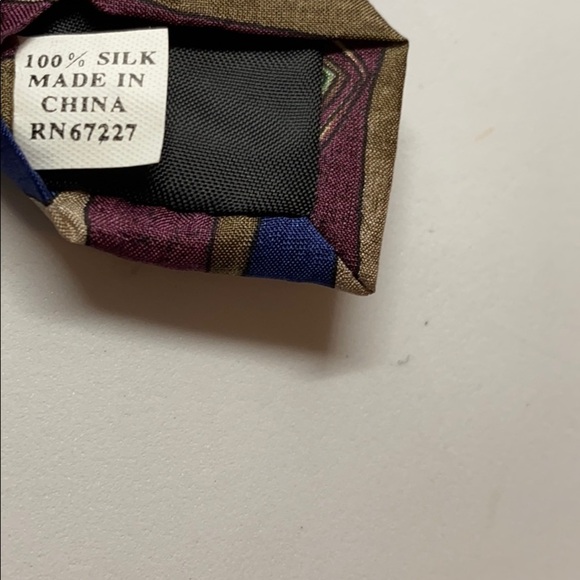 100% SILK
MADE IN
CHINA
RN67227